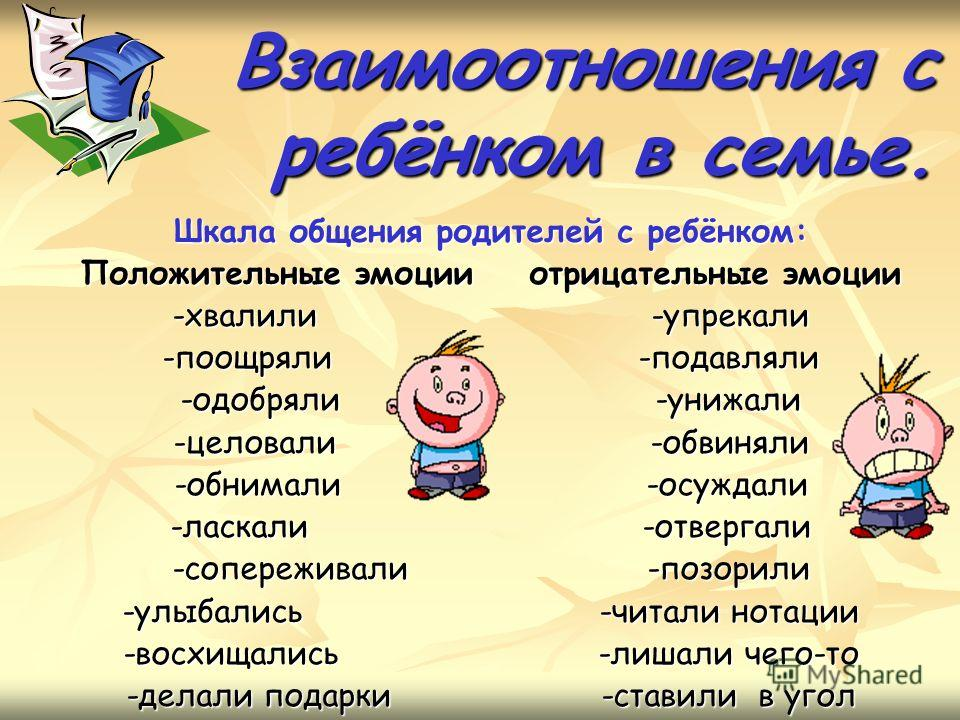 Взаимоотношения с
ребёнком в семье.
Шкала общения родителей с ребёнком:
Положительные эмоции отрицательные эмоции
-хвалили -упрекали
-поощряли -подавляли
-одобряли -унижали
-целовали -обвиняли
-обнимали -осуждали
-ласкали -отвергали
-сопереживали -позорили
-улыбались -читали нотации
-восхищались -лишали чего-то
-делали подарки -ставили в угол
MyShared